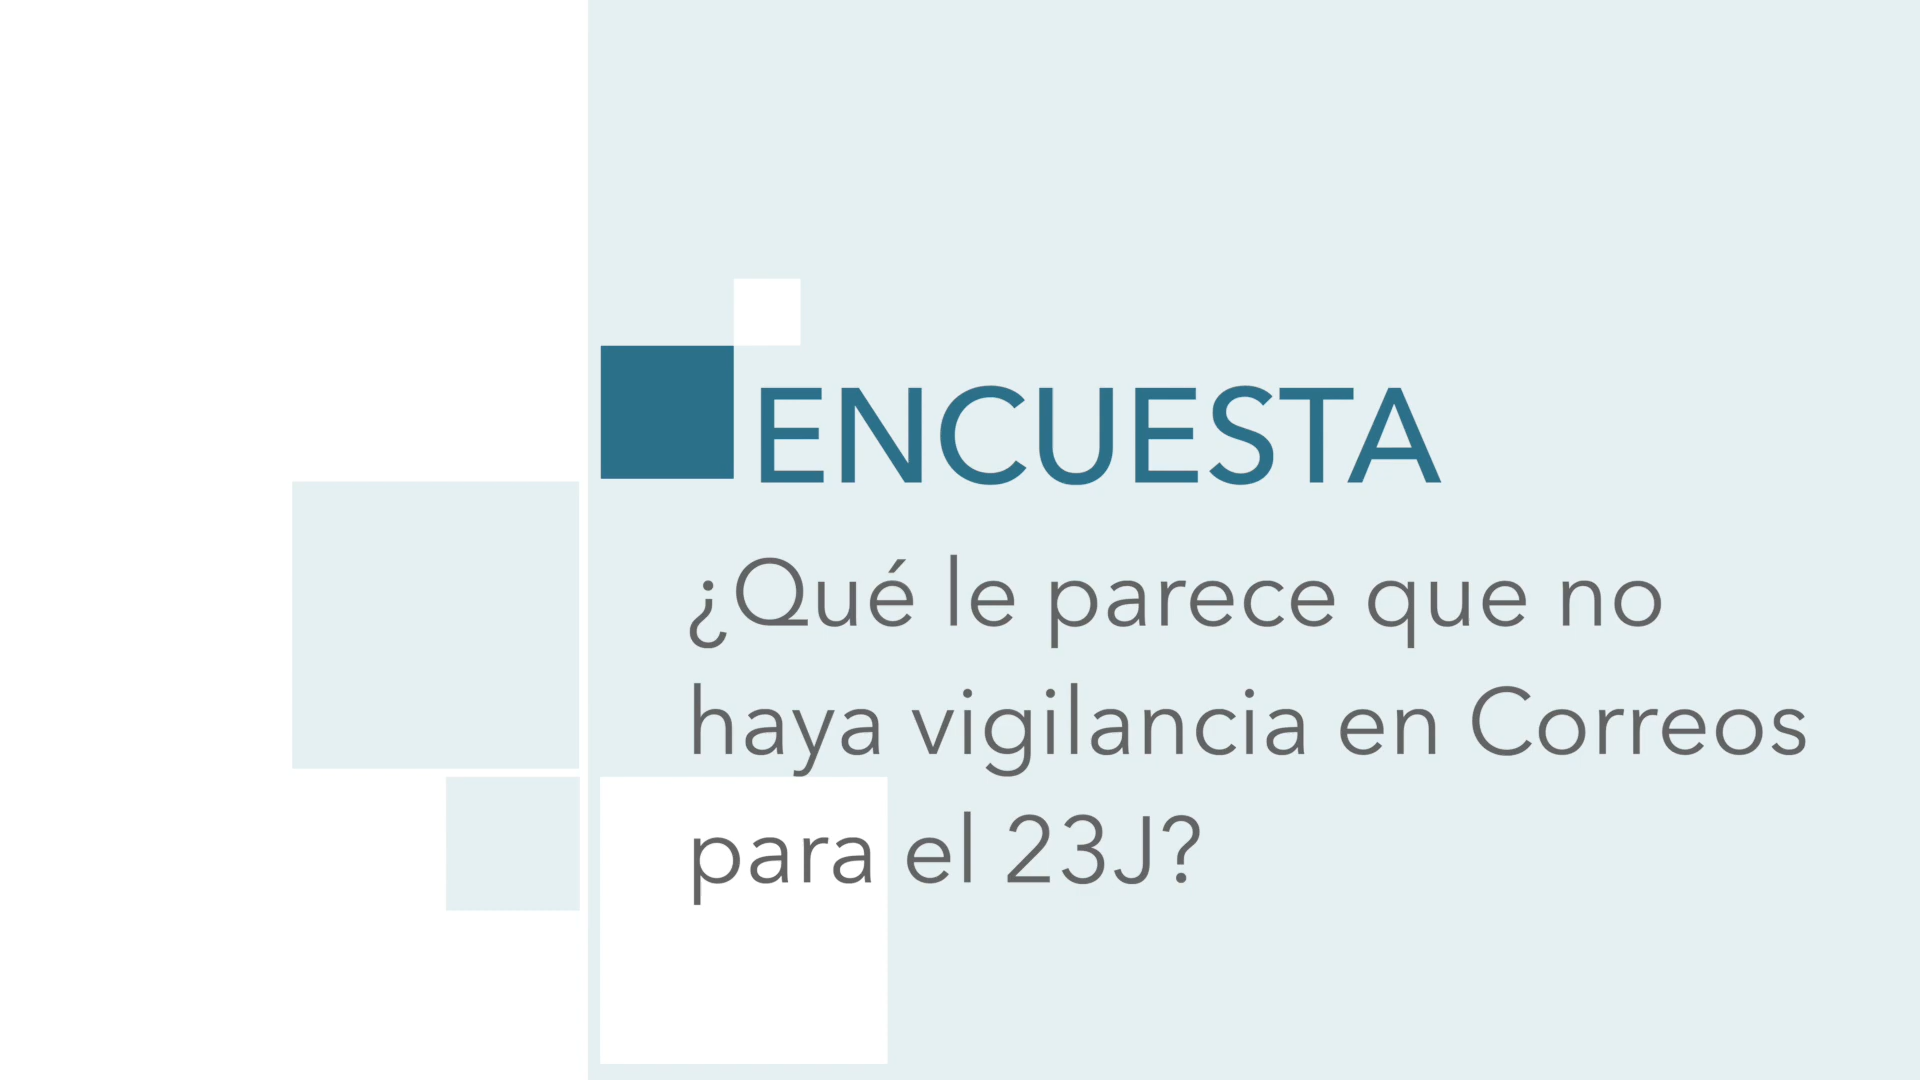 ENCUESTA
¿Qué le parece que no
haya vigilancia en Correos
para el 23J?